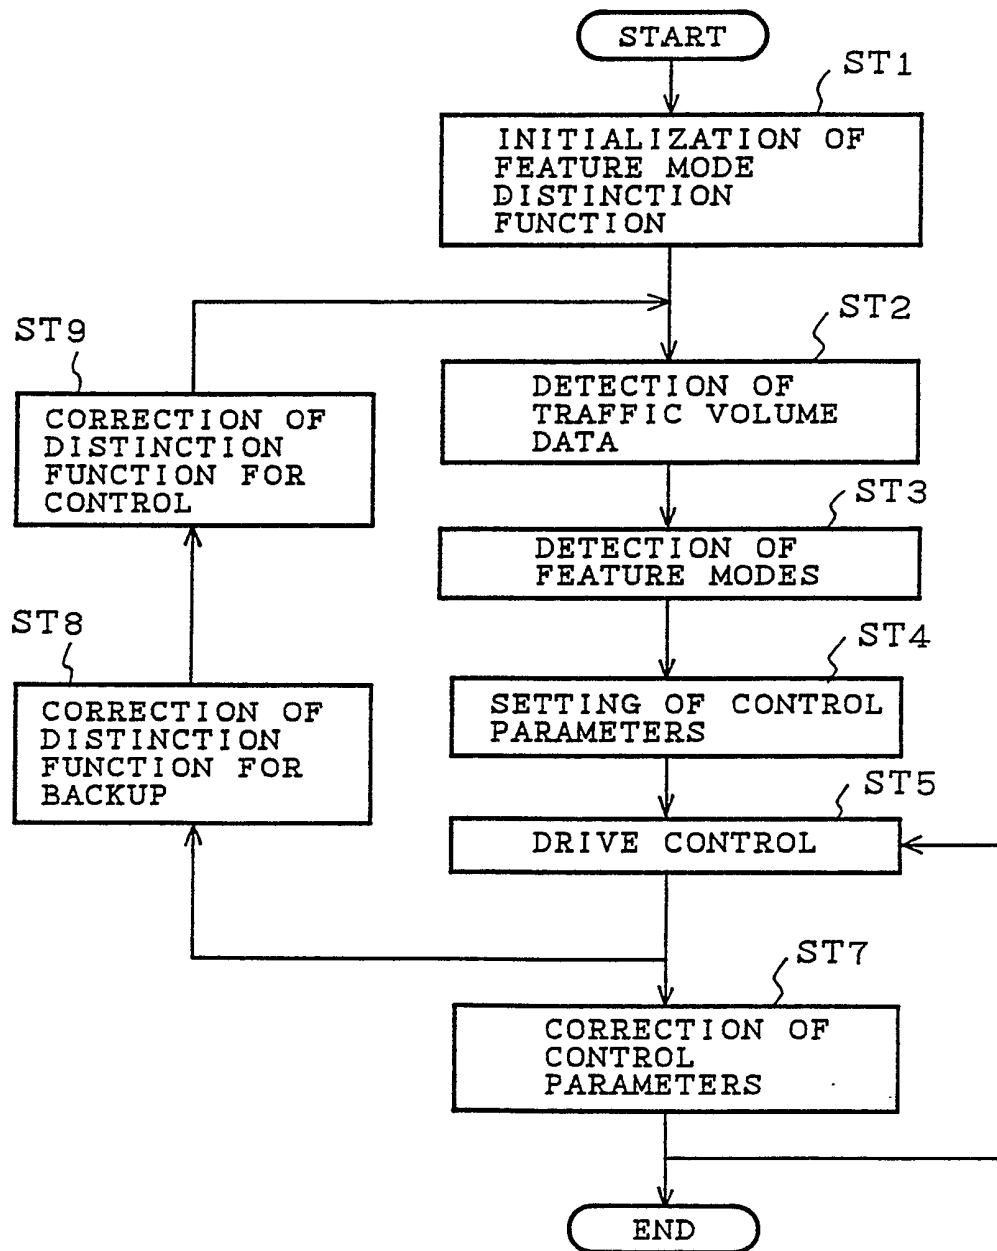 START
ST1
INITIALIZATION OF
FEATURE MODE
DISTINCTION
FUNCTION
ST2
DETECTION OF
TRAFFIC VOLUME
DATA
ST3
DETECTION OF
FEATURE MODES
ST4
SETTING OF CONTROL
PARAMETERS
ST5
DRIVE CONTROL
ST9
CORRECTION OF
DISTINCTION
FUNCTION FOR
CONTROL
ST8
CORRECTION OF
DISTINCTION
FUNCTION FOR
BACKUP
ST7
CORRECTION OF
CONTROL
PARAMETERS
END